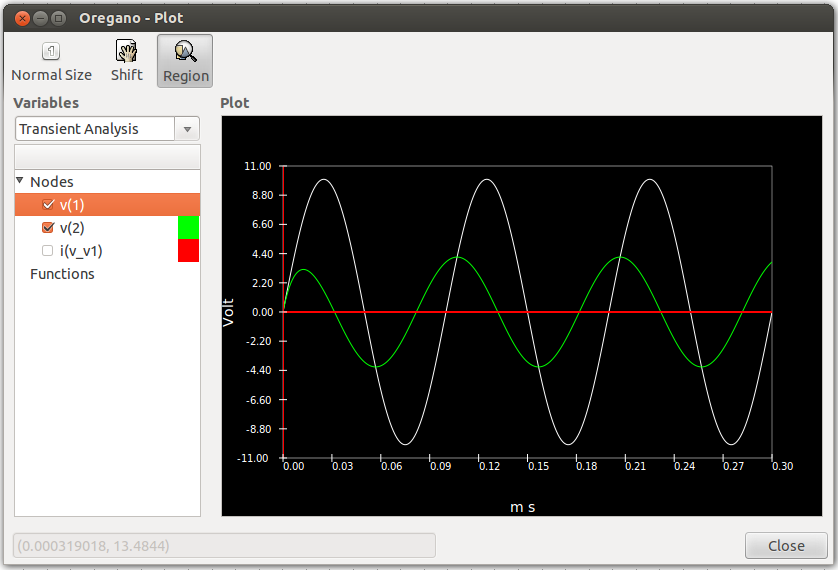 Oregano - Plot
1
Normal Size
Shift
Region
Variables
Plot
Transient Analysis
Nodes
v(1)
v(2)
i(v_v1)
Functions
11.00
8.80
6.60
4.40
2.20
0.00
-2.20
-4.40
-6.60
-8.80
-11.00
Volt
0.00 0.03 0.06 0.09 0.12 0.15 0.18 0.21 0.24 0.27 0.30
m s
(0.000319018, 13.4844)
Close